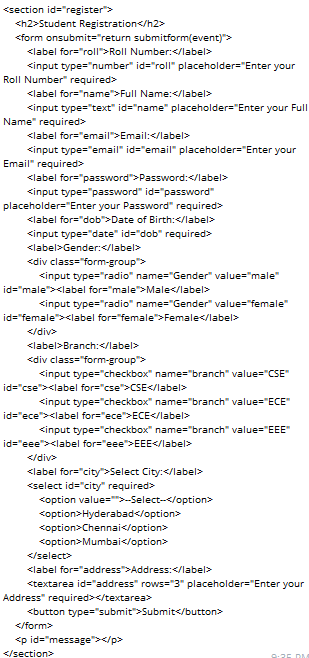 <section id="register">
<h2>Student Registration</h2>
<form onsubmit="return submitform(event)">
<label for="roll">Roll Number:</label>
<input type="number" id="roll" placeholder="Enter your
Roll Number" required>
<label for="name">Full Name:</label>
<input type="text" id="name" placeholder="Enter your Full
Name" required>
<label for="email">Email:</label>
<input type="email" id="email" placeholder="Enter your
Email" required>
<label for="password">Password:</label>
<input type="password" id="password"
placeholder="Enter your Password" required>
<label for="dob">Date of Birth:</label>
<input type="date" id="dob" required>
<label>Gender:</label>
<div class="form-group">
<input type="radio" name="Gender" value="male"
id="male"><label for="male">Male</label>
<input type="radio" name="Gender" value="female"
id="female"><label for="female">Female</label>
</div>
<label>Branch:</label>
<div class="form-group">
<input type="checkbox" name="branch" value="CSE"
id="cse"><label for="cse">CSE</label>
<input type="checkbox" name="branch" value="ECE"
id="ece"><label for="ece">ECE</label>
<input type="checkbox" name="branch" value="EEE"
id="eee"><label for="eee">EEE</label>
</div>
<label for="city">Select City:</label>
<select id="city" required>
<option value="">--Select--</option>
<option>Hyderabad</option>
<option>Chennai</option>
<option>Mumbai</option>
</select>
<label for="address">Address:</label>
<textarea id="address" rows="3" placeholder="Enter your
Address" required></textarea>
<button type="submit">Submit</button>
</form>
<p id="message"></p>
</section>